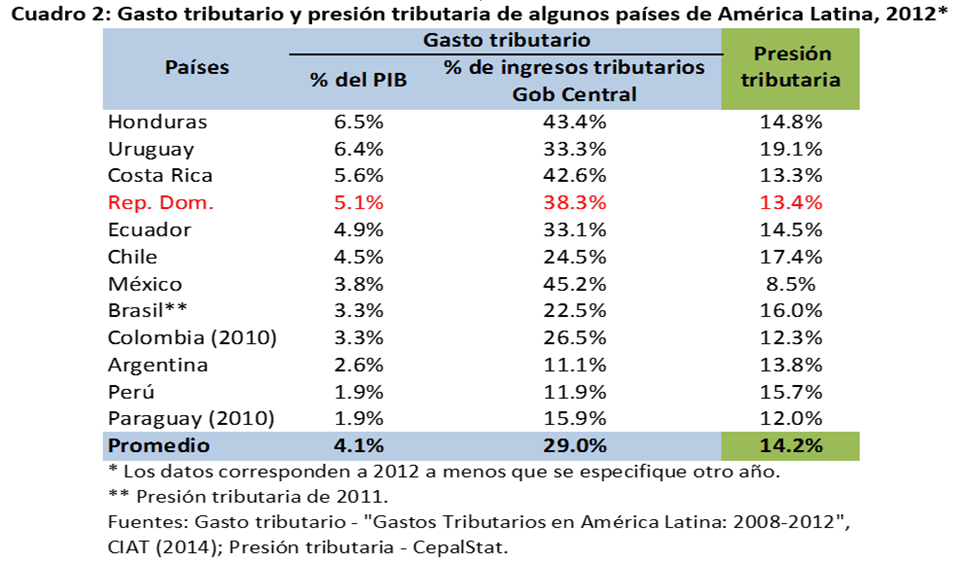 Cuadro 2: Gasto tributario y presión tributaria de algunos países de América Latina, 2012*
Países Gasto tributario Presión tributaria
% del PIB % de ingresos tributarios Gob Central
Honduras 6.5% 43.4% 14.8%
Uruguay 6.4% 33.3% 19.1%
Costa Rica 5.6% 42.6% 13.3%
Rep. Dom. 5.1% 38.3% 13.4%
Ecuador 4.9% 33.1% 14.5%
Chile 4.5% 24.5% 17.4%
México 3.8% 45.2% 8.5%
Brasil** 3.3% 22.5% 16.0%
Colombia (2010) 3.3% 26.5% 12.3%
Argentina 2.6% 11.1% 13.8%
Perú 1.9% 11.9% 15.7%
Paraguay (2010) 1.9% 15.9% 12.0%
Promedio 4.1% 29.0% 14.2%
* Los datos corresponden a 2012 a menos que se especifique otro año.
** Presión tributaria de 2011.
Fuentes: Gasto tributario - "Gastos Tributarios en América Latina: 2008-2012",
CIAT (2014); Presión tributaria - CepalStat.